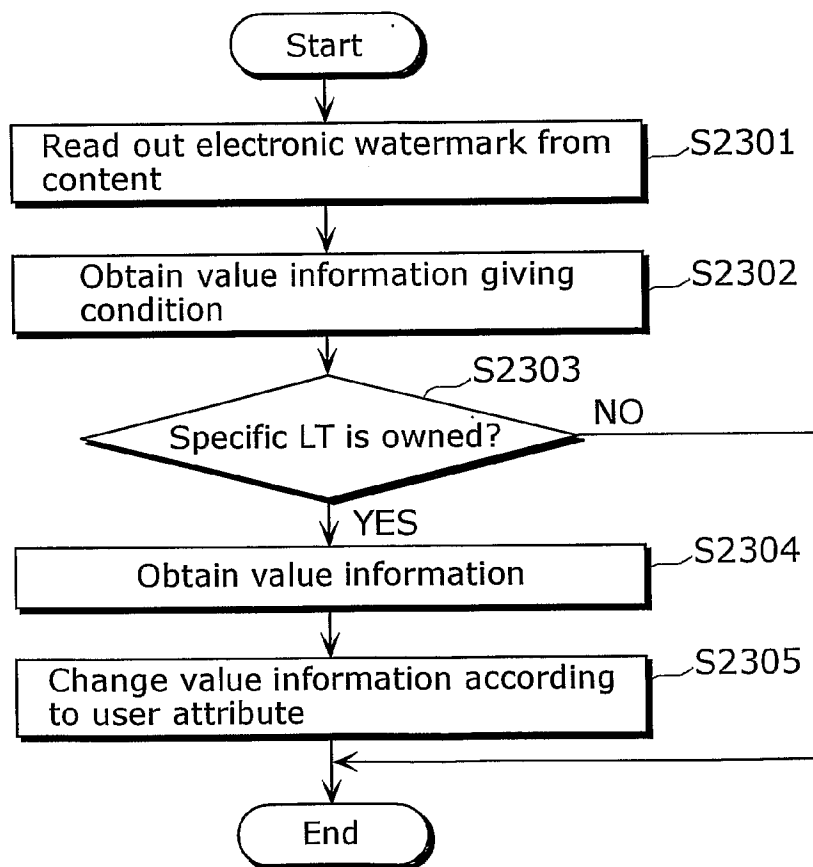 Start
Read out electronic watermark from
content
S2301
Obtain value information giving
condition
S2302
S2303
Specific LT is owned?
NO
YES
Obtain value information
S2304
Change value information according
to user attribute
S2305
End